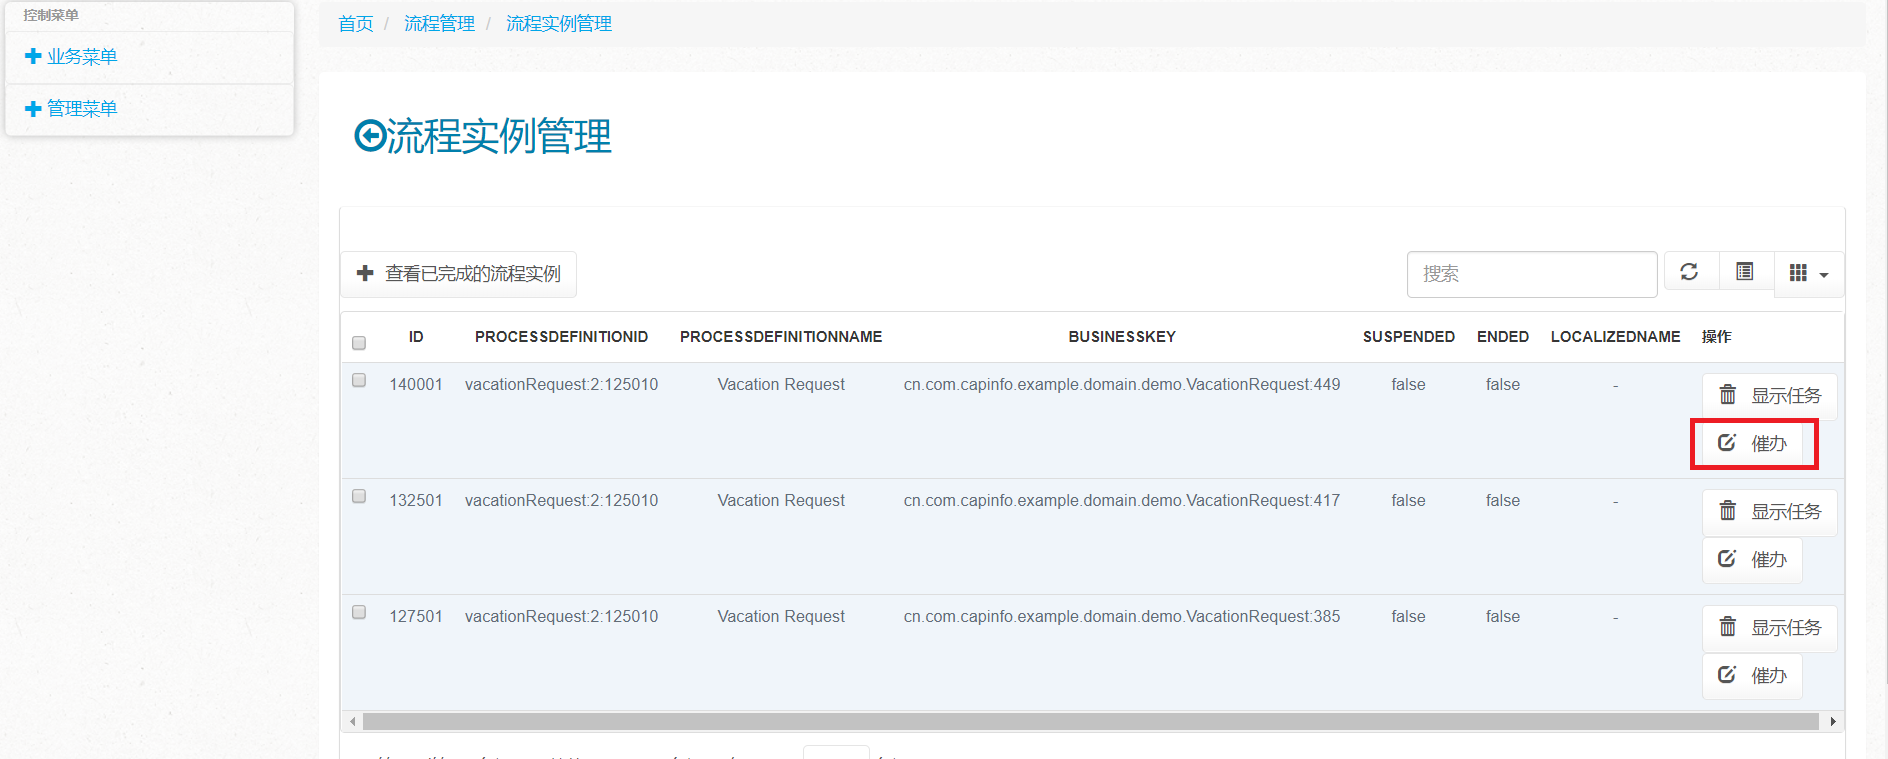 控制菜单
业务菜单
管理菜单
首页 / 流程管理 / 流程实例管理
流程实例管理
查看已完成的流程实例
搜索
ID PROCESSDEFINITIONID PROCESSDEFINITIONNAME BUSINESSKEY SUSPENDED ENDED LOCALIZEDNAME 操作
140001 vacationRequest:2:125010 Vacation Request cn.com.capinfo.example.domain.demo.VacationRequest:449 false false - 显示任务
催办
132501 vacationRequest:2:125010 Vacation Request cn.com.capinfo.example.domain.demo.VacationRequest:417 false false - 显示任务
催办
127501 vacationRequest:2:125010 Vacation Request cn.com.capinfo.example.domain.demo.VacationRequest:385 false false - 显示任务
催办